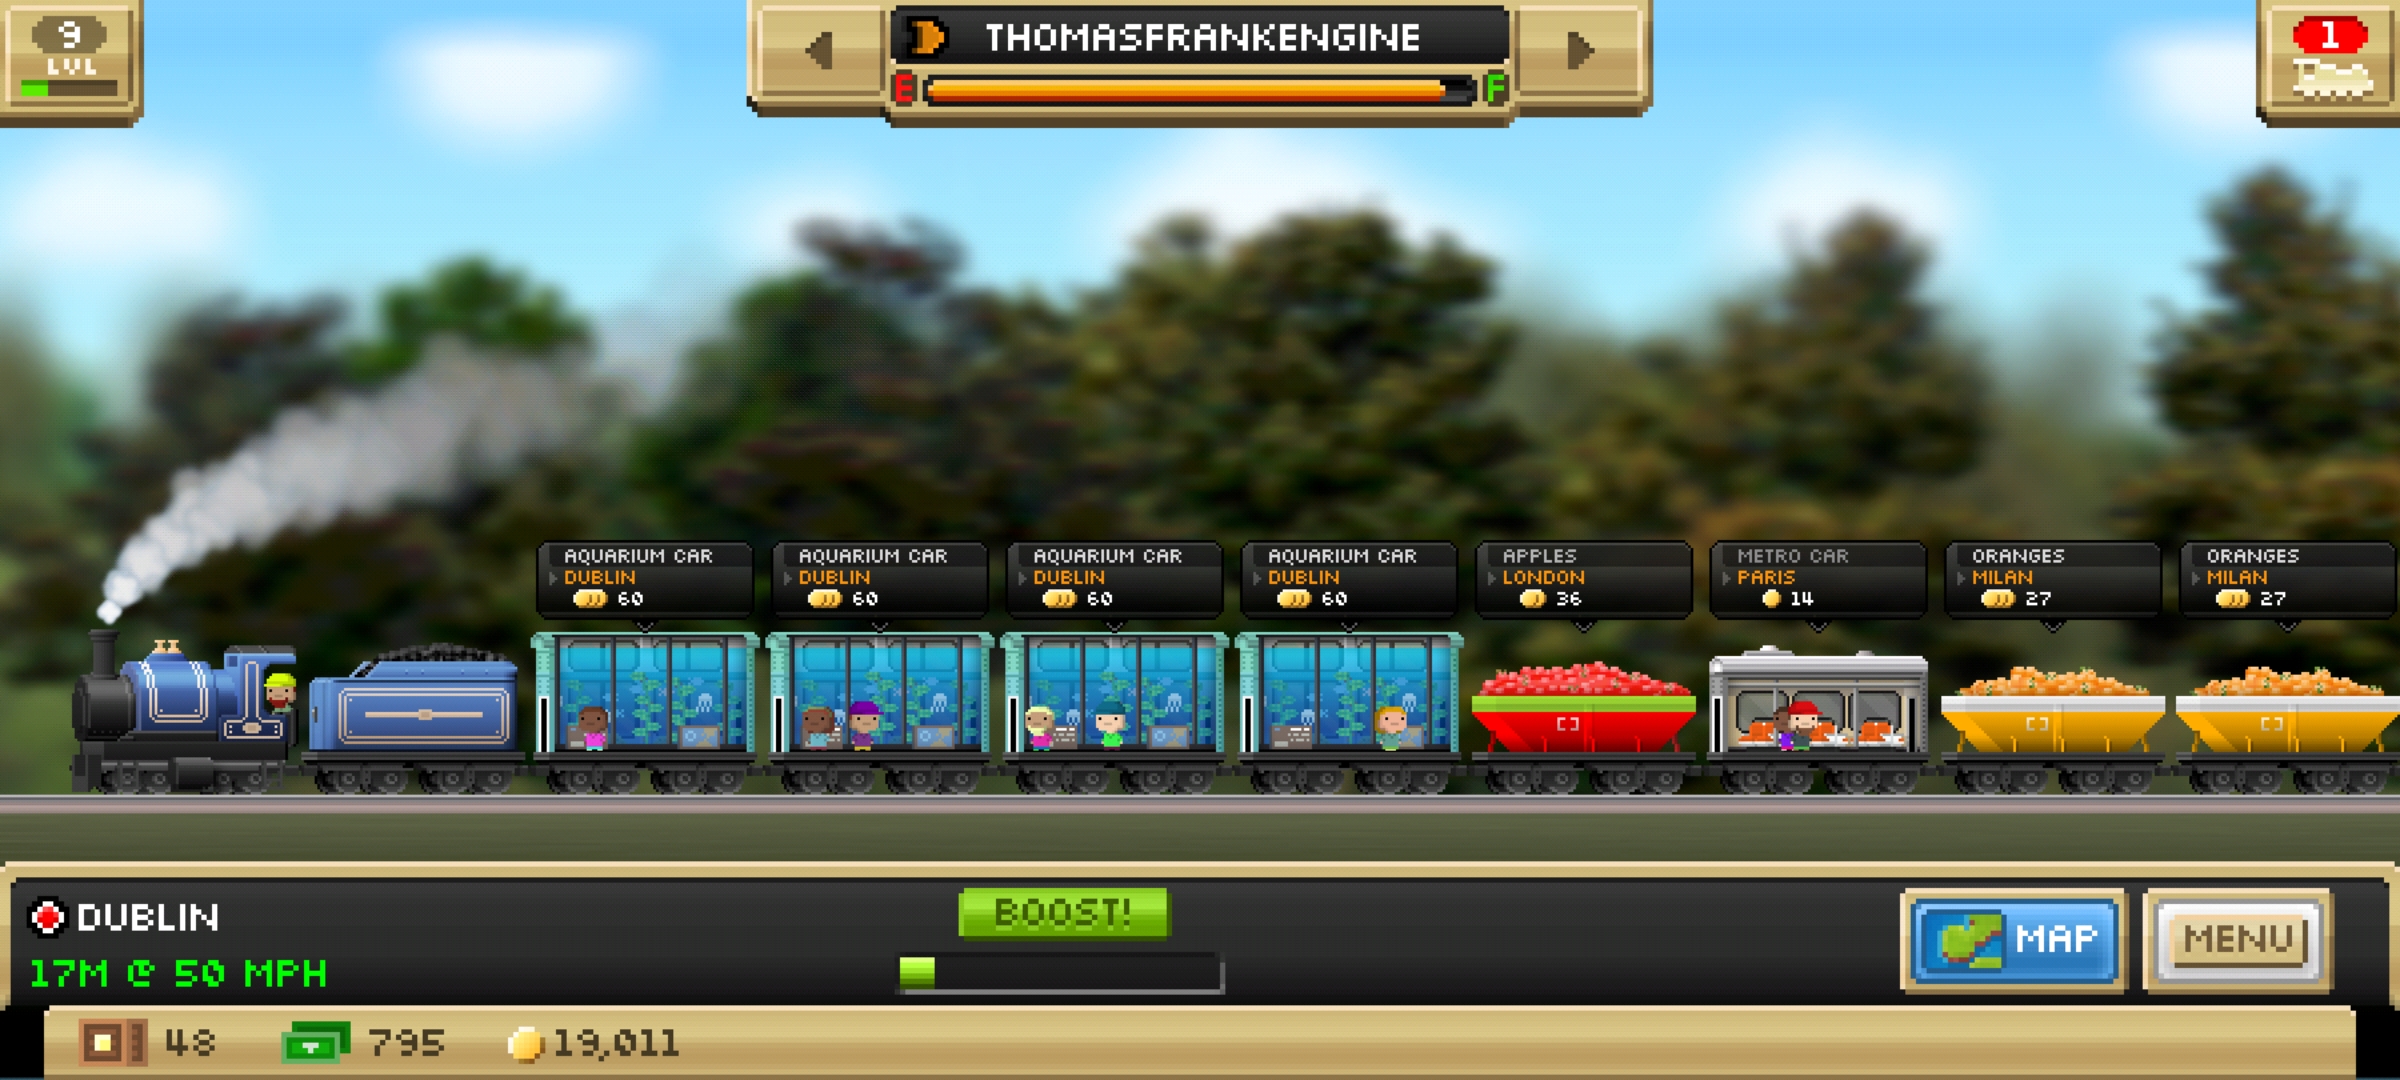 9
LVL
THOMASFRANKENGINE
E F
1
AQUARIUM CAR
DUBLIN
60
AQUARIUM CAR
DUBLIN
60
AQUARIUM CAR
DUBLIN
60
AQUARIUM CAR
DUBLIN
60
APPLES
LONDON
36
METRO CAR
PARIS
14
ORANGES
MILAN
27
ORANGES
MILAN
27
DUBLIN
17M @ 50 MPH
BOOST!
MAP
MENU
48
795
19,011